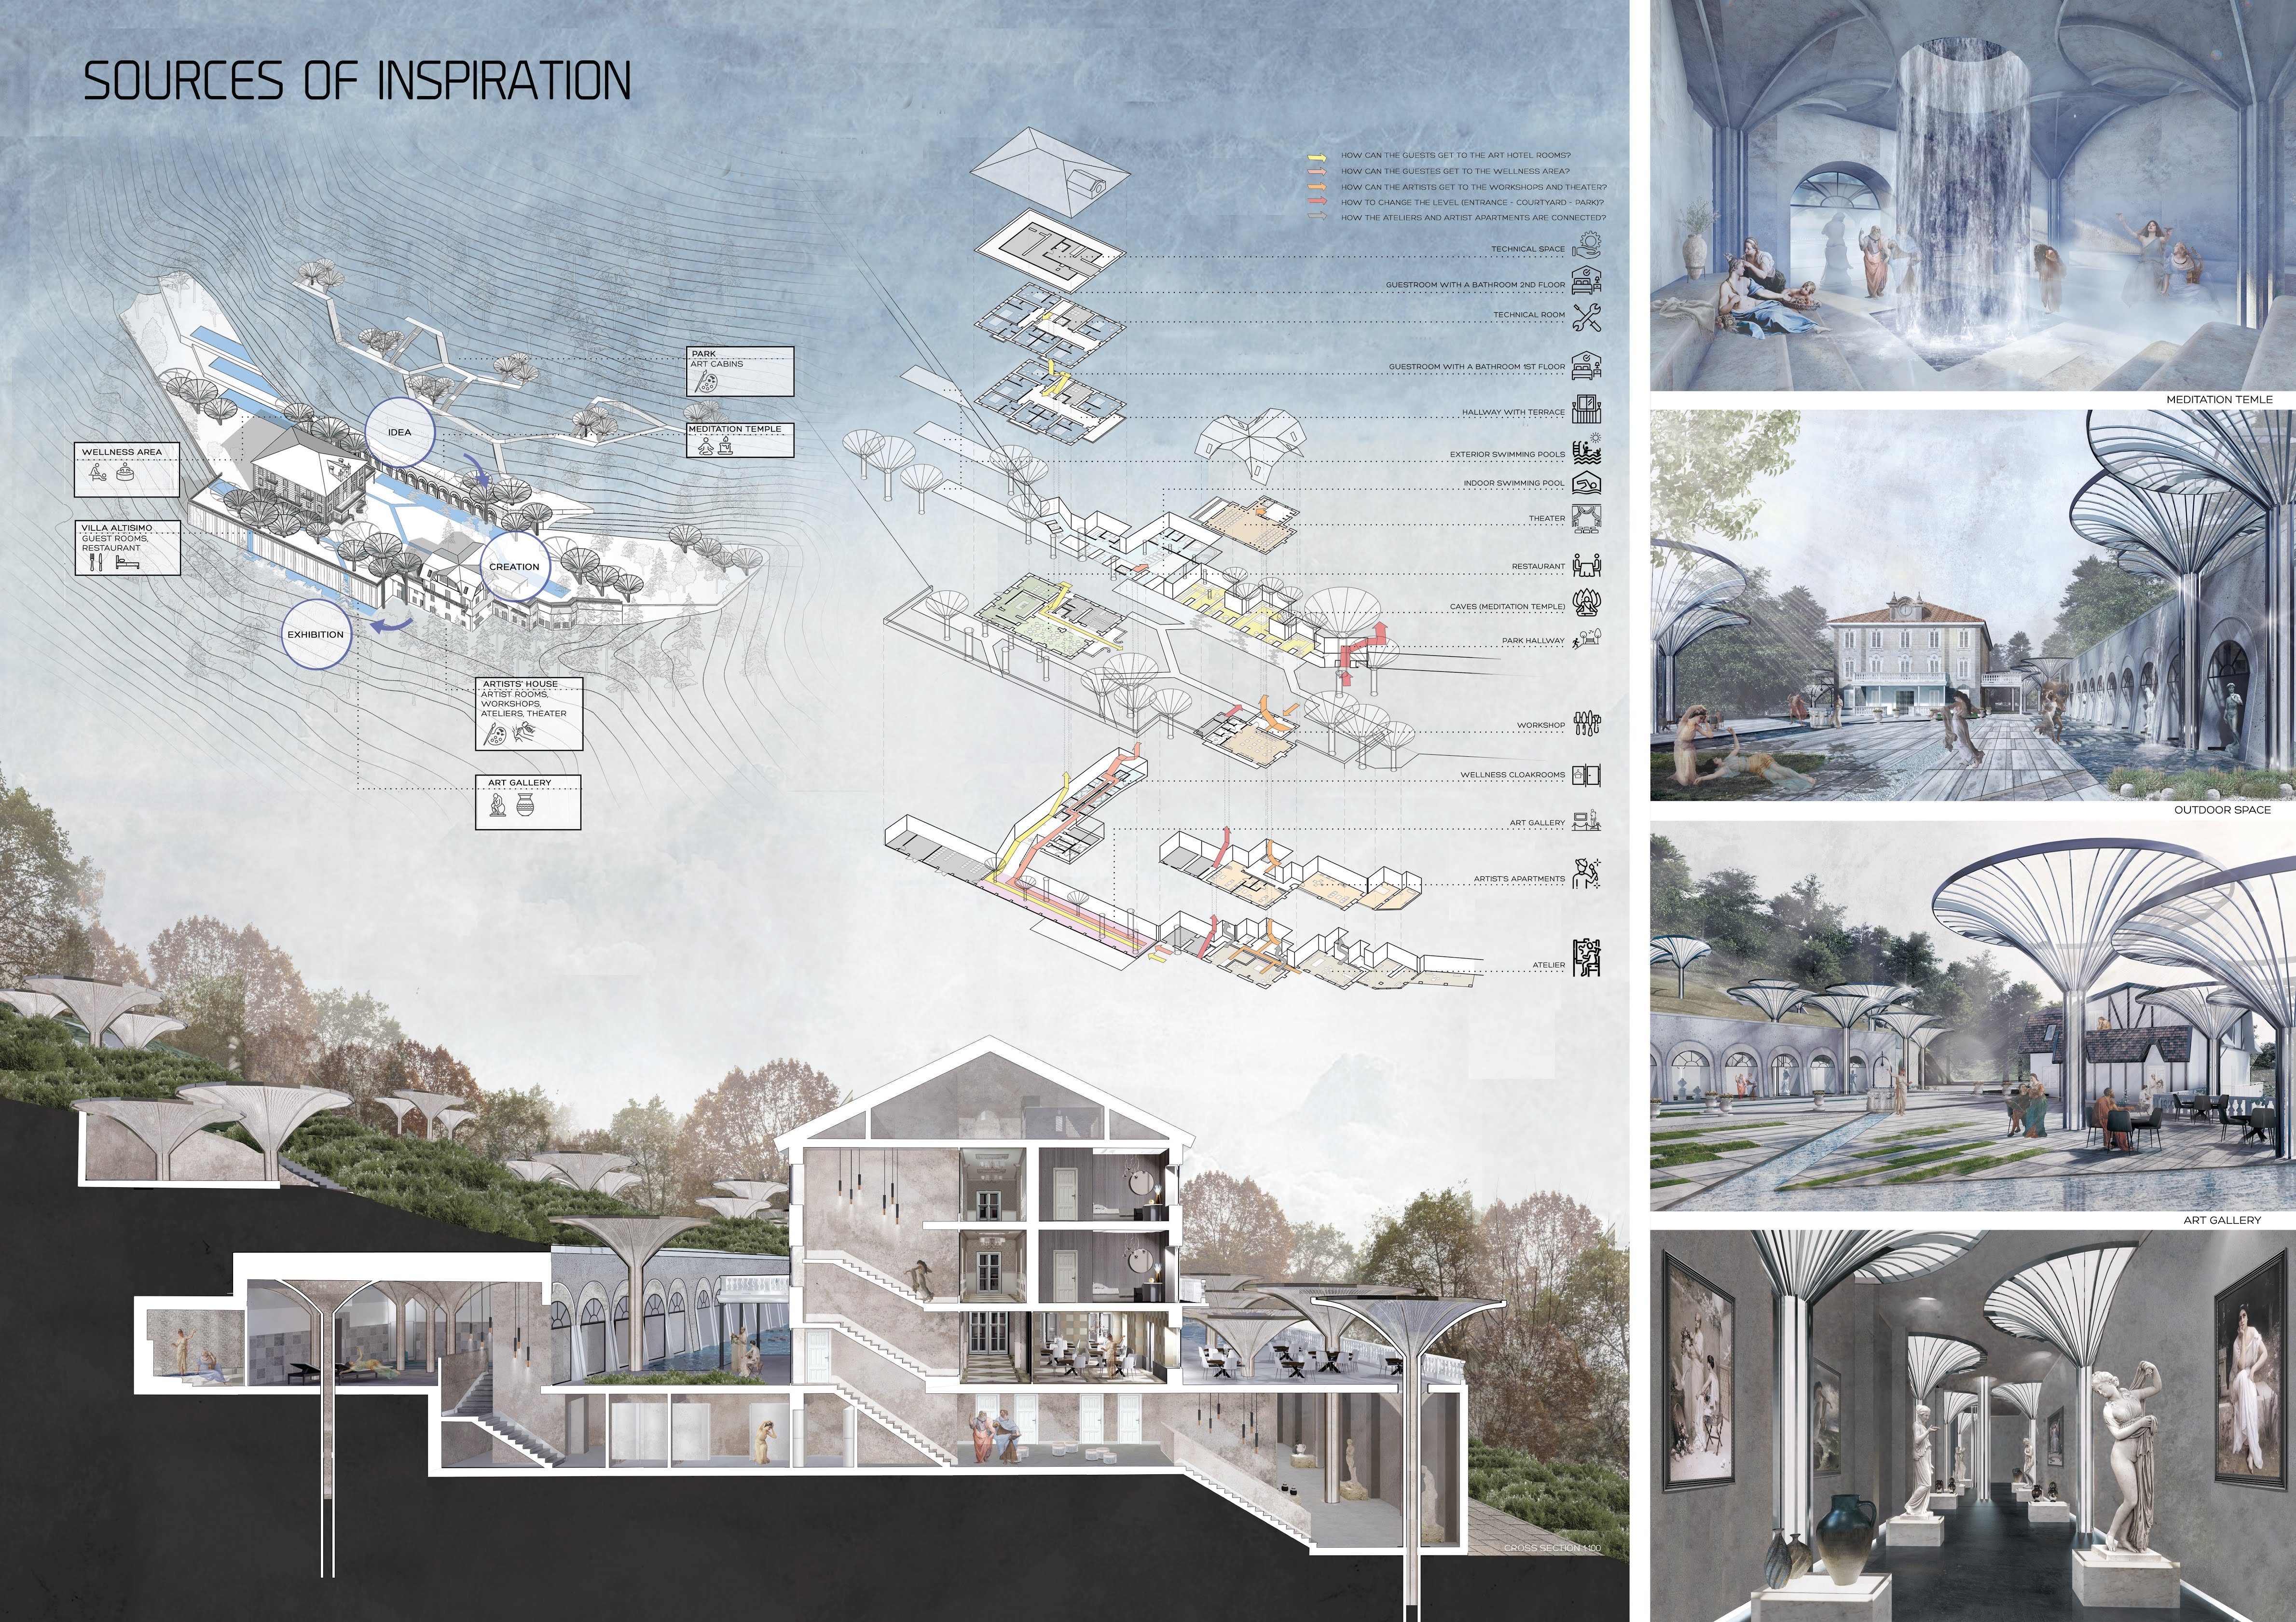 SOURCES OF INSPIRATION
PARK
ART CABINS
MEDITATION TEMPLE
IDEA
WELLNESS AREA
VILLA ALTISIMO
GUEST ROOMS,
RESTAURANT
CREATION
EXHIBITION
ARTISTS' HOUSE
ARTIST ROOMS,
WORKSHOPS,
ATELIERS, THEATER
ART GALLERY
HOW CAN THE GUESTS GET TO THE ART HOTEL ROOMS?
HOW CAN THE GUESTES GET TO THE WELLNESS AREA?
HOW CAN THE ARTISTS GET TO THE WORKSHOPS AND THEATER?
HOW TO CHANGE THE LEVEL (ENTRANCE - COURTYARD - PARK)?
HOW THE ATELIERS AND ARTIST APARTMENTS ARE CONNECTED?
TECHNICAL SPACE
GUESTROOM WITH A BATHROOM 2ND FLOOR
TECHNICAL ROOM
GUESTROOM WITH A BATHROOM 1ST FLOOR
HALLWAY WITH TERRACE
EXTERIOR SWIMMING POOLS
INDOOR SWIMMING POOL
THEATER
RESTAURANT
CAVES (MEDITATION TEMPLE)
PARK HALLWAY
WORKSHOP
WELLNESS CLOAKROOMS
ART GALLERY
ARTIST'S APARTMENTS
ATELIER
CROSS SECTION 1:100
MEDITATION TEMLE
OUTDOOR SPACE
ART GALLERY